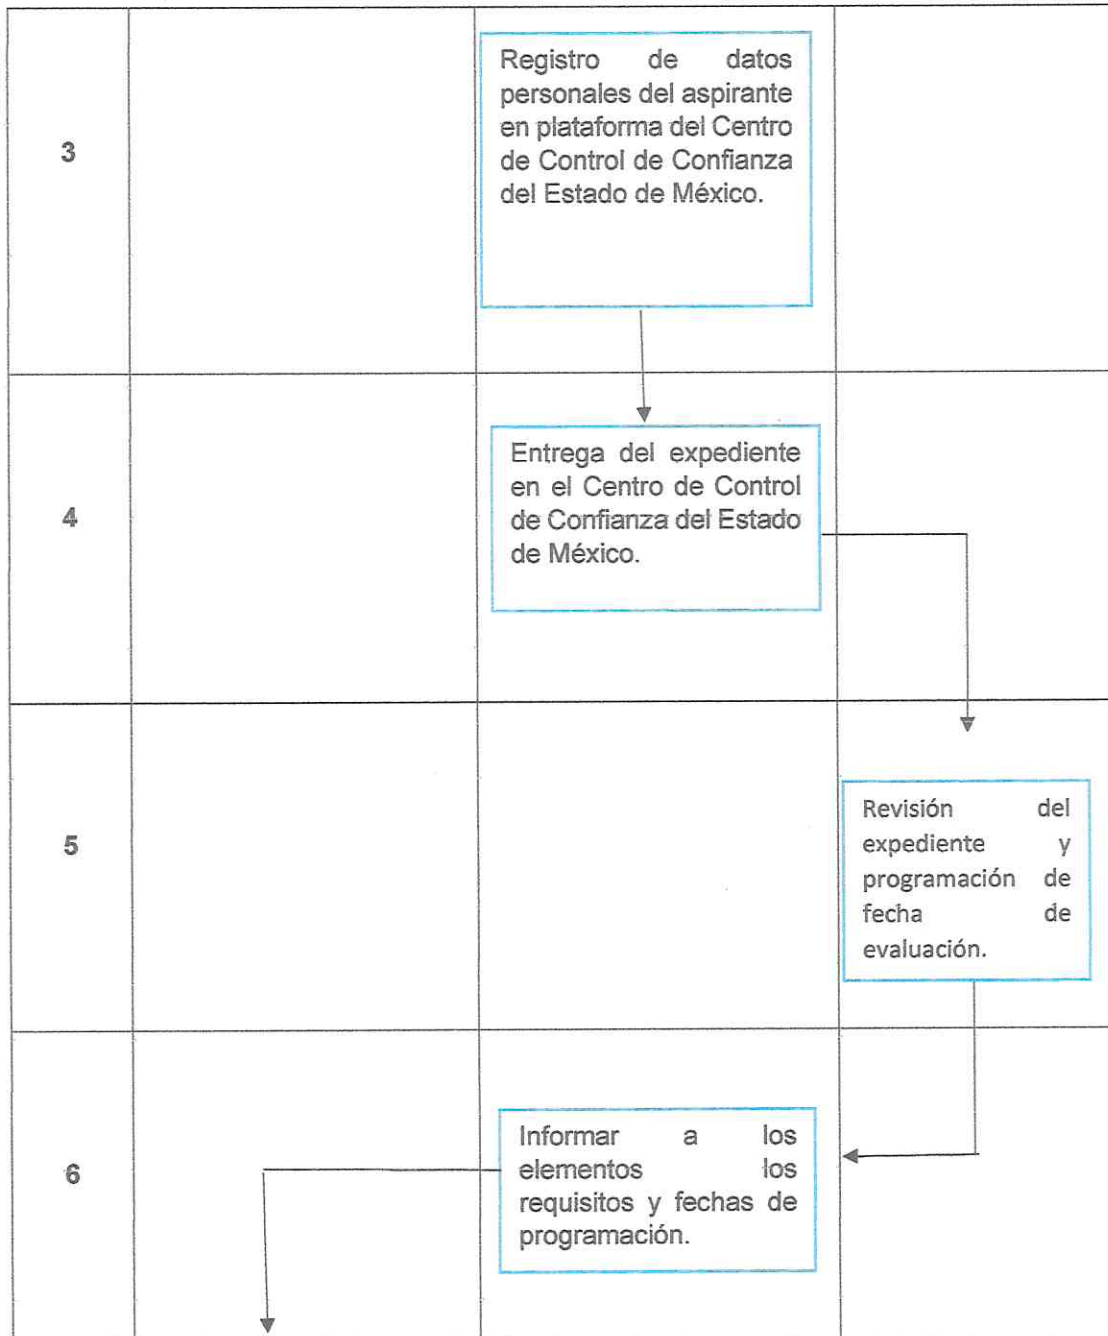 3
Registro de datos
personales del aspirante
en plataforma del Centro
de Control de Confianza
del Estado de México.
4
Entrega del expediente
en el Centro de Control
de Confianza del Estado
de México.
5
Revisión del
expediente y
programación de
fecha de
evaluación.
6
Informar a los
elementos los
requisitos y fechas de
programación.